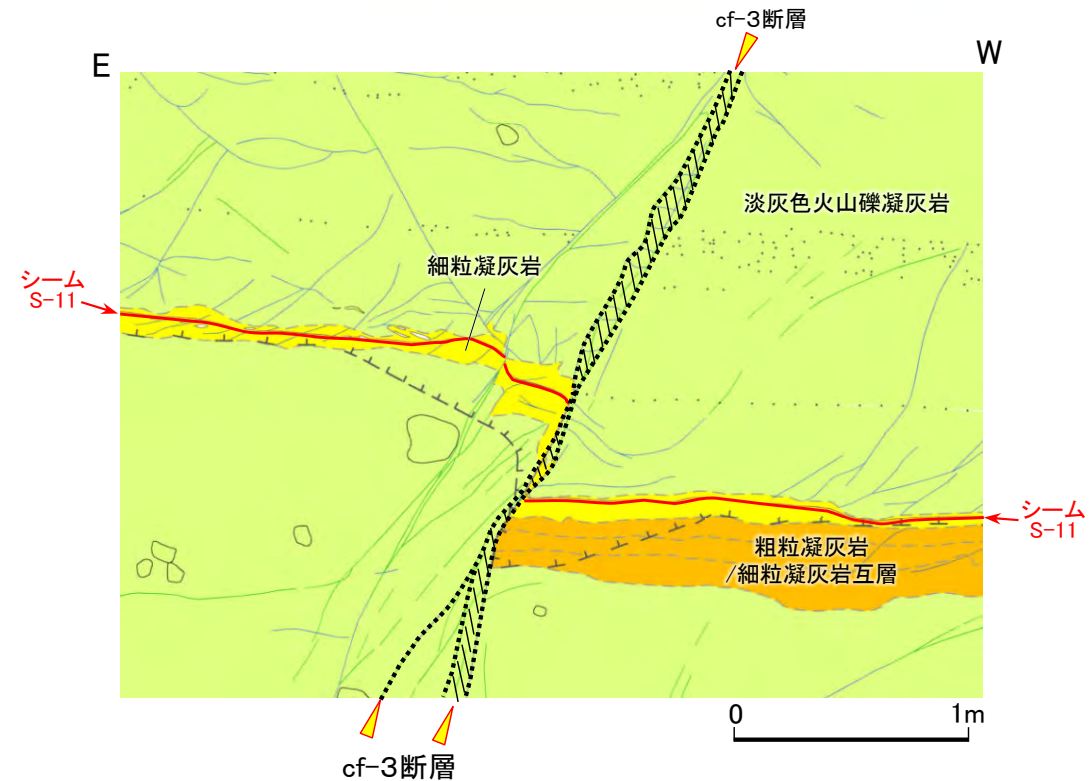 cf-3断層
E
W
淡灰色火山礫凝灰岩
細粒凝灰岩
シーム
S-11
シーム
S-11
粗粒凝灰岩
/細粒凝灰岩互層
0
1m
cf-3断層